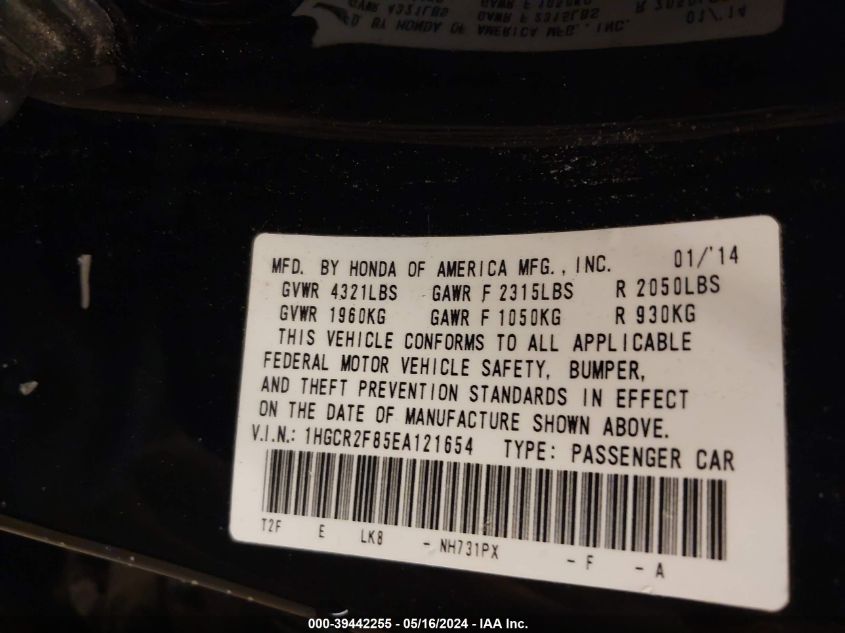 MFD. BY HONDA OF AMERICA MFG., INC. 01/'14
GVWR 4321LBS GAWR F 2315LBS R 2050LBS
GVWR 1960KG GAWR F 1050KG R 930KG
THIS VEHICLE CONFORMS TO ALL APPLICABLE
FEDERAL MOTOR VEHICLE SAFETY, BUMPER,
AND THEFT PREVENTION STANDARDS IN EFFECT
ON THE DATE OF MANUFACTURE SHOWN ABOVE.
V.I.N.: 1HGCR2F85EA121654 TYPE: PASSENGER CAR
T2F E LK8 - NH731PX - F - A
000-39442255 - 05/16/2024 - IAA Inc.